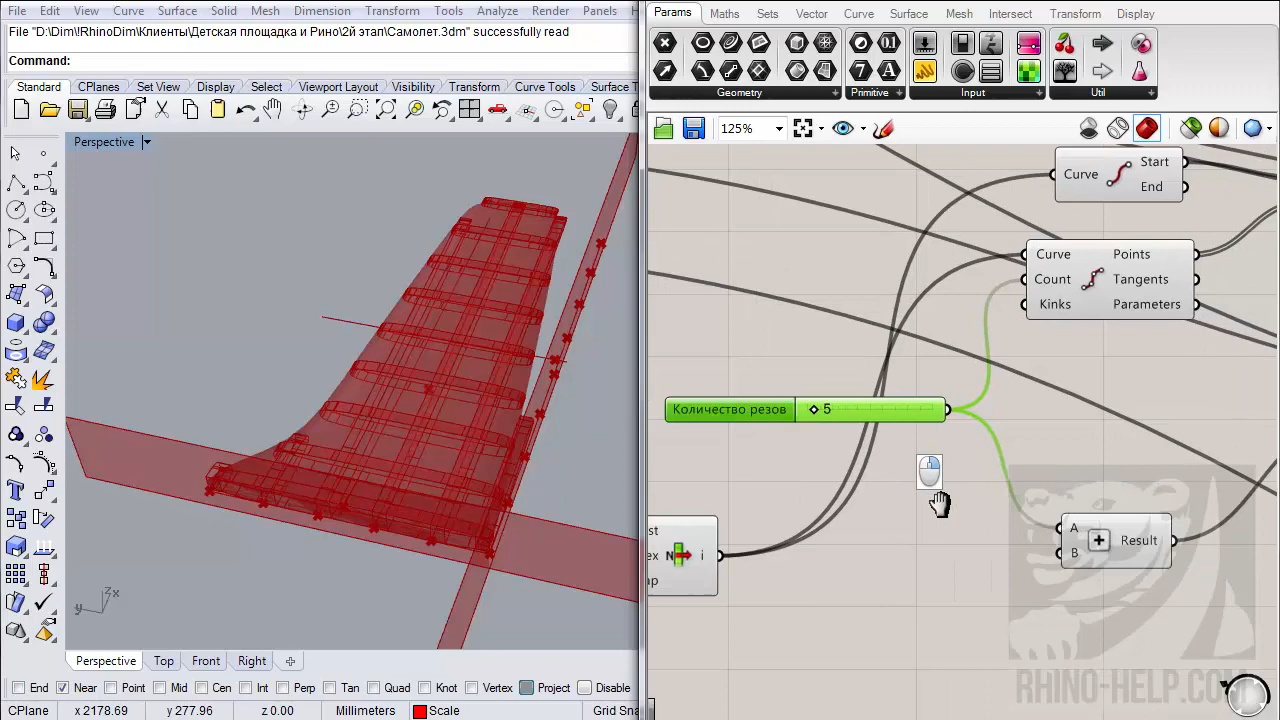 File Edit View Curve Surface Solid Mesh Dimension Transform Tools Analyze Render Panels
File "D:\Dim\!RhinoDim\Клиенты\Детская площадка и Рино\2й этап\Самолет.3dm" successfully read
Command:
Standard CPlanes Set View Display Select Viewport Layout Visibility Transform Curve Tools Surface T
Perspective
z x
y
Perspective Top Front Right
End Near Point Mid Cen Int Perp Tan Quad Knot Vertex Project Disable
CPlane x 2178.69 y 277.96 z 0.00 Millimeters Scale Grid Sna
Params Maths Sets Vector Curve Surface Mesh Intersect Transform Display
Geometry Primitive Input Util
125%
Curve Start
End
Curve Points
Count Tangents
Kinks Parameters
Количество резов 5
st
ex N i
ap
A
B
Result
RHINO-HELP.COM